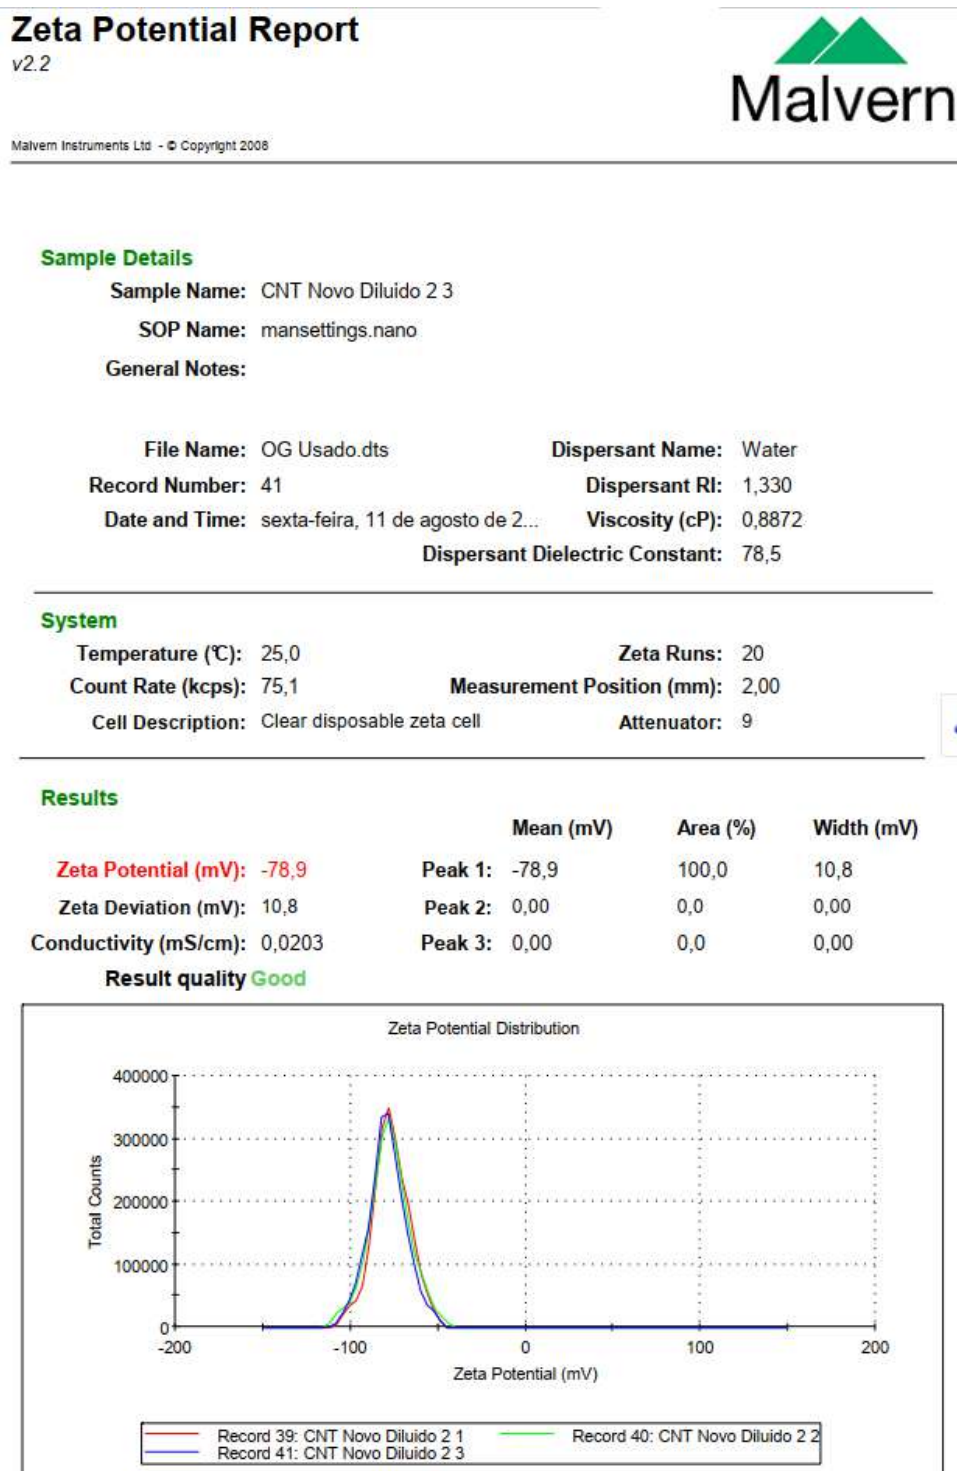 Zeta Potential Report
v2.2
Malvern
Malvern Instruments Ltd - © Copyright 2008
Sample Details
Sample Name: CNT Novo Diluido 2 3
SOP Name: mansettings.nano
General Notes:
File Name: OG Usado.dts Dispersant Name: Water
Record Number: 41 Dispersant RI: 1,330
Date and Time: sexta-feira, 11 de agosto de 2... Viscosity (cP): 0,8872
Dispersant Dielectric Constant: 78,5
System
Temperature (°C): 25,0 Zeta Runs: 20
Count Rate (kcps): 75,1 Measurement Position (mm): 2,00
Cell Description: Clear disposable zeta cell Attenuator: 9
Results
Mean (mV) Area (%) Width (mV)
Zeta Potential (mV): -78,9 Peak 1: -78,9 100,0 10,8
Zeta Deviation (mV): 10,8 Peak 2: 0,00 0,0 0,00
Conductivity (mS/cm): 0,0203 Peak 3: 0,00 0,0 0,00
Result quality Good
Zeta Potential Distribution
400000
300000
200000
100000
0
Total Counts
-200 -100 0 100 200
Zeta Potential (mV)
Record 39: CNT Novo Diluido 2 1 Record 40: CNT Novo Diluido 2 2
Record 41: CNT Novo Diluido 2 3